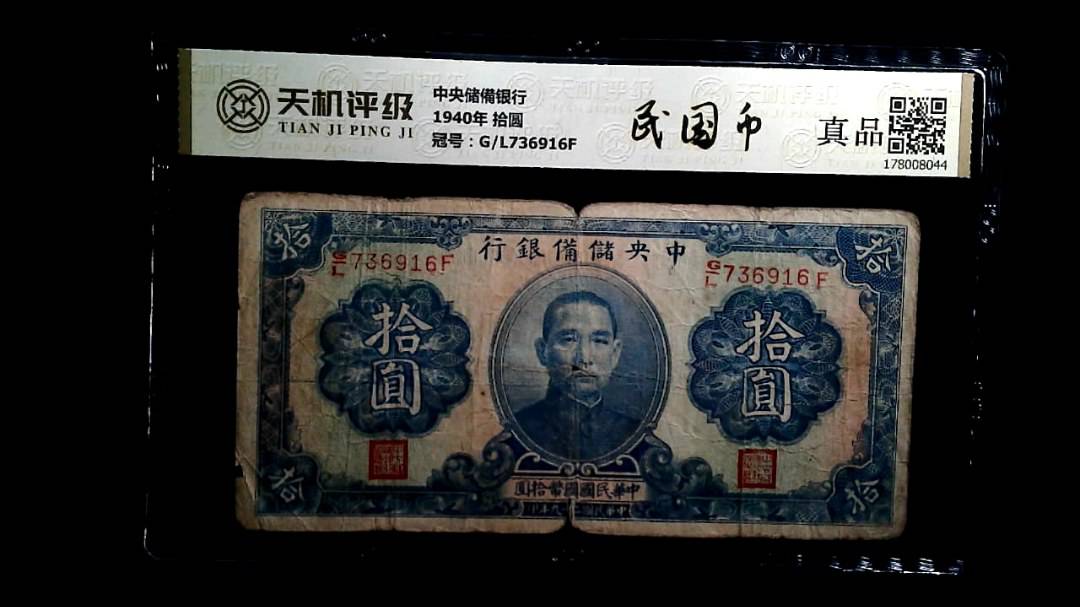 天机评级
TIAN JI PING JI
中央储備银行
1940年 拾圓
冠号：G/L736916F
民国币
真品
178008044
拾
拾
行銀備儲央中
G/L736916F
G/L736916F
拾圓
拾圓
圓拾幣國國民華中
拾
拾